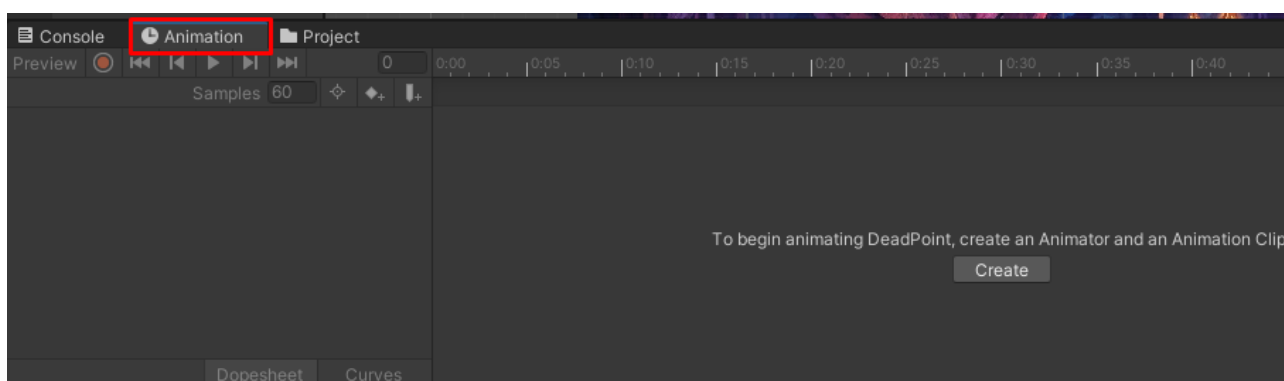 Console Animation Project
Preview 0 0:00 0:05 0:10 0:15 0:20 0:25 0:30 0:35 0:40
Samples 60
To begin animating DeadPoint, create an Animator and an Animation Clip
Create
Dopesheet Curves